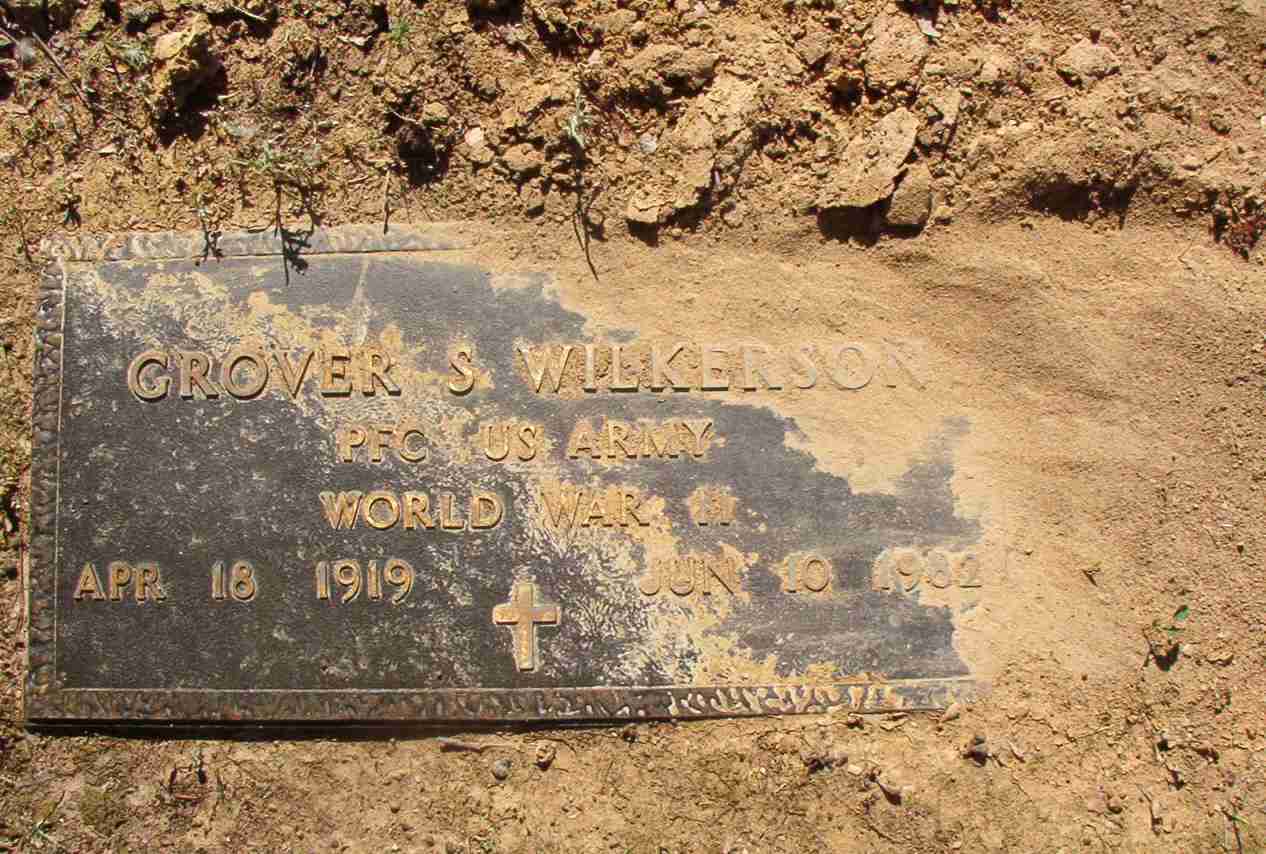 GROVER S WILKERSON
PFC US ARMY
WORLD WAR II
APR 18 1919 JUN 10 1982